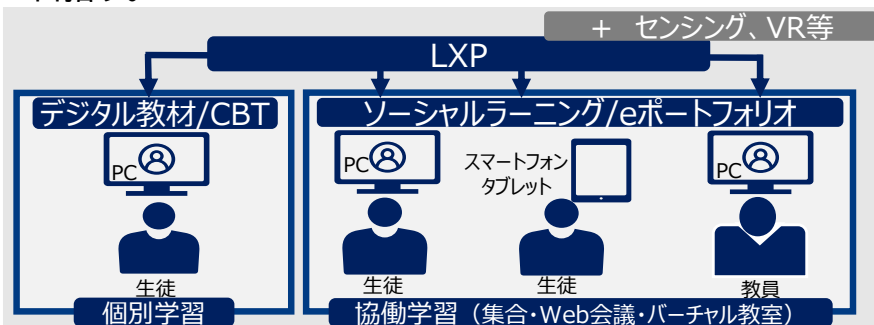 + センシング、VR等
LXP
デジタル教材/CBT
ソーシャルラーニング/eポートフォリオ
PC
PC
スマートフォン
タブレット
PC
生徒
生徒
生徒
教員
個別学習
協働学習（集合・Web会議・バーチャル教室）